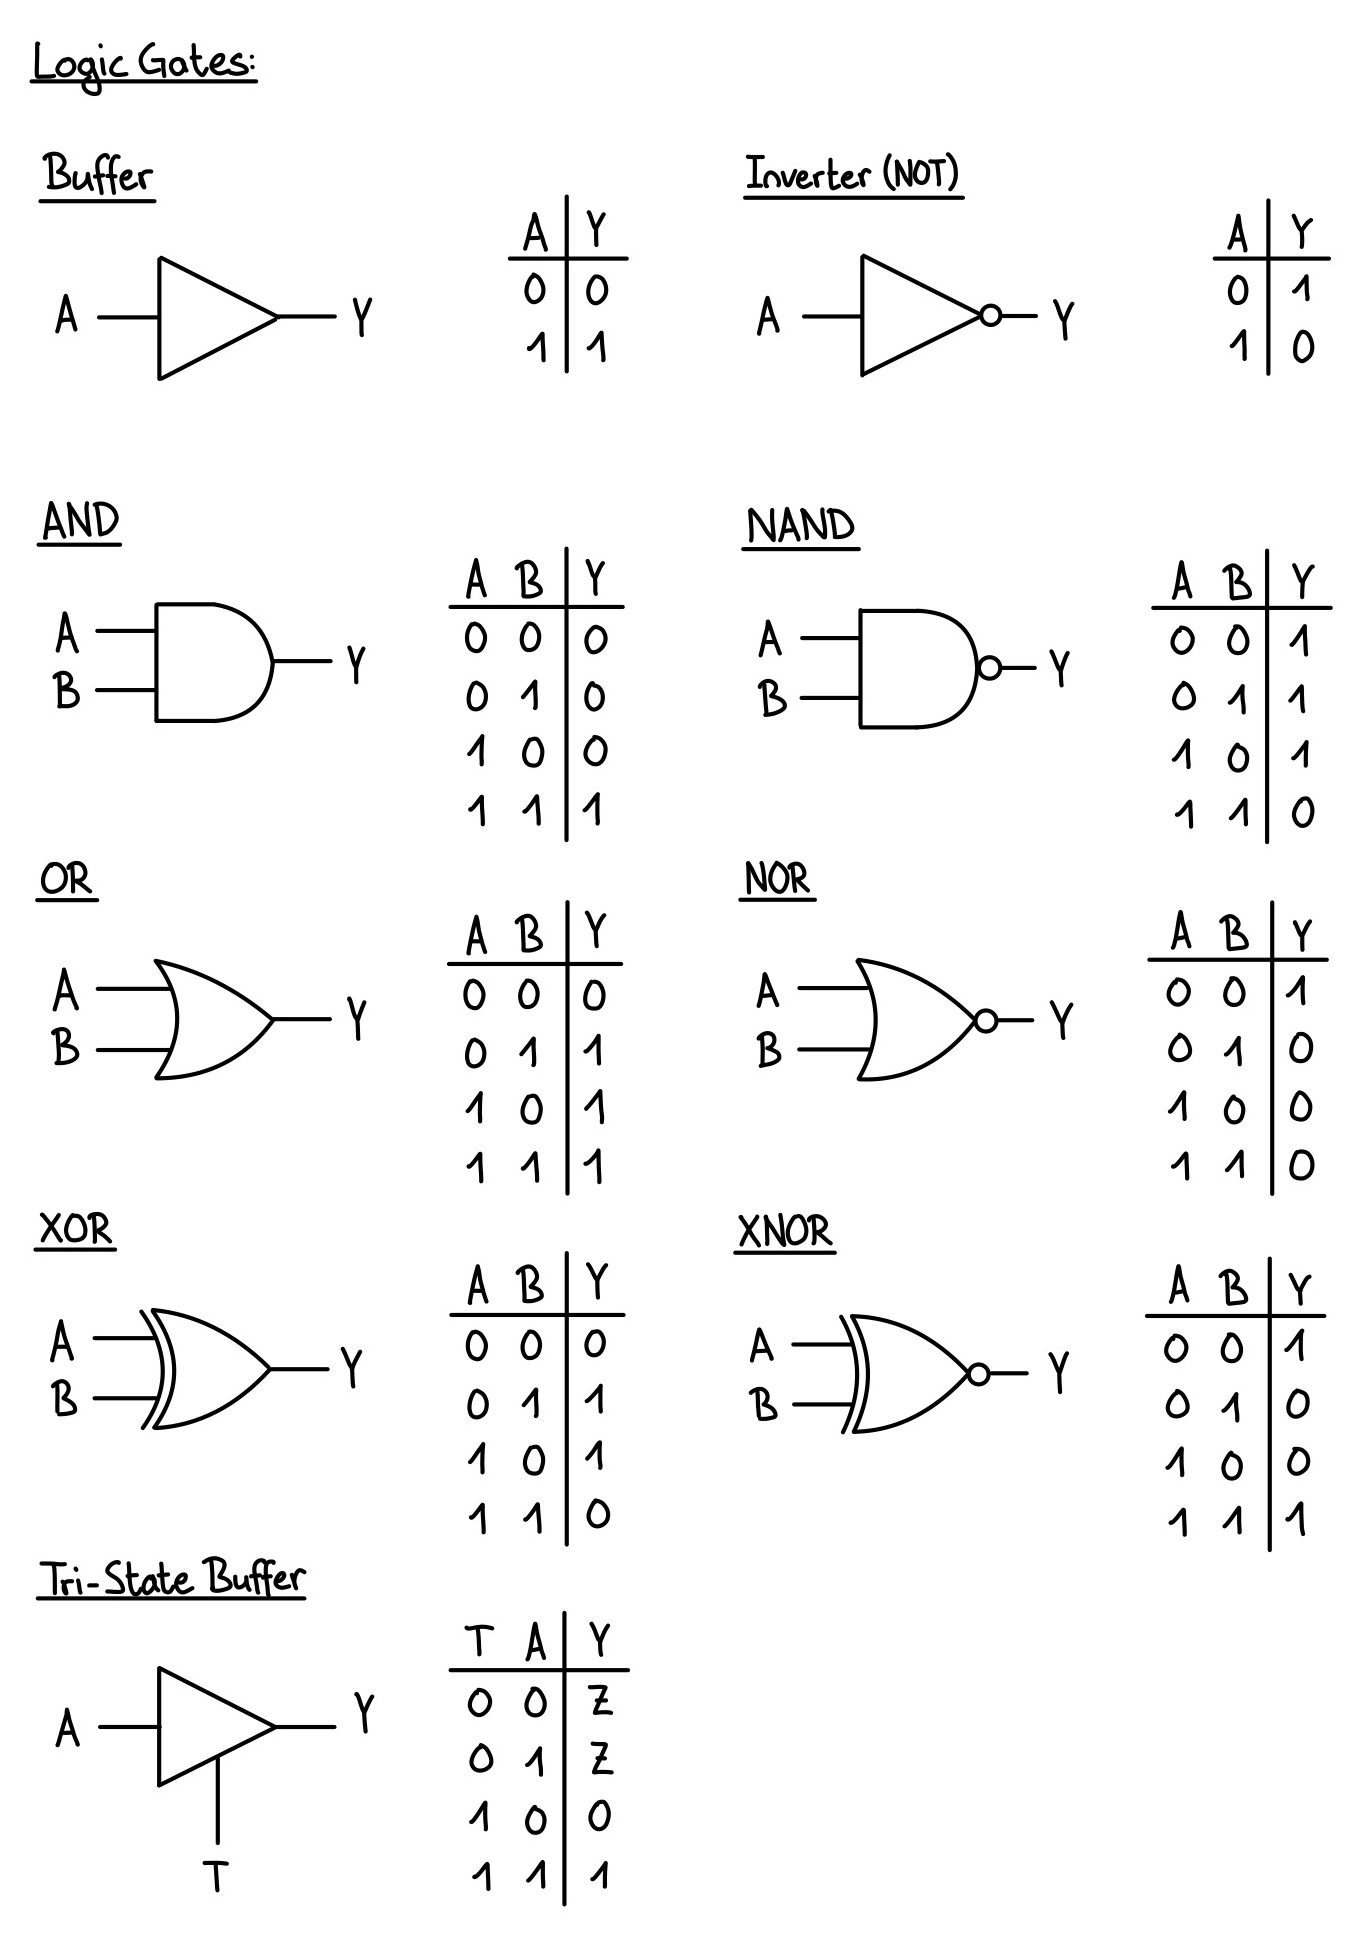 Logic Gates:
Buffer
A Y
A Y
0 0
1 1
Inverter (NOT)
A Y
A Y
0 1
1 0
AND
A
B
Y
A B Y
0 0 0
0 1 0
1 0 0
1 1 1
NAND
A
B
Y
A B Y
0 0 1
0 1 1
1 0 1
1 1 0
OR
A
B
Y
A B Y
0 0 0
0 1 1
1 0 1
1 1 1
NOR
A
B
Y
A B Y
0 0 1
0 1 0
1 0 0
1 1 0
XOR
A
B
Y
A B Y
0 0 0
0 1 1
1 0 1
1 1 0
XNOR
A
B
Y
A B Y
0 0 1
0 1 0
1 0 0
1 1 1
Tri-State Buffer
A Y
T
T A Y
0 0 Z
0 1 Z
1 0 0
1 1 1